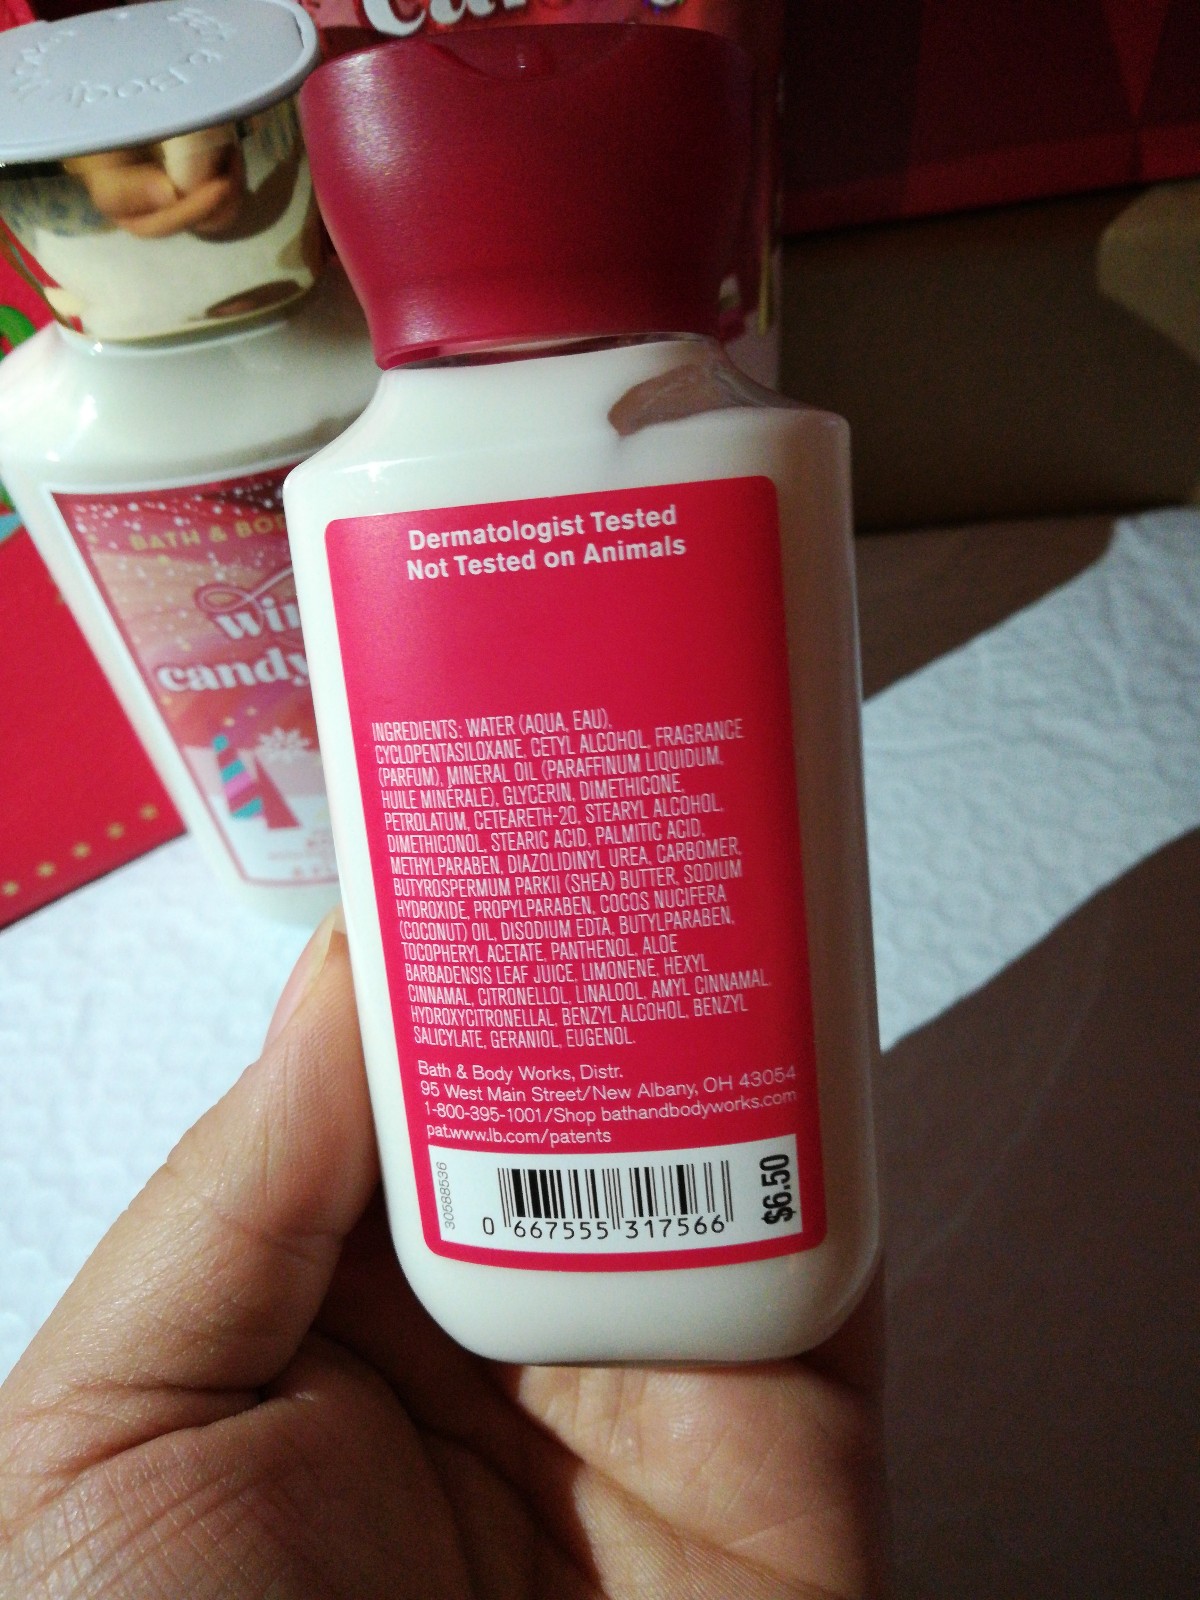 BATH & BO
win
candy
Dermatologist Tested
Not Tested on Animals
INGREDIENTS: WATER (AQUA, EAU),
CYCLOPENTASILOXANE, CETYL ALCOHOL, FRAGRANCE
(PARFUM), MINERAL OIL (PARAFFINUM LIQUIDUM,
HUILE MINÉRALE), GLYCERIN, DIMETHICONE,
PETROLATUM, CETEARETH-20, STEARYL ALCOHOL,
DIMETHICONOL, STEARIC ACID, PALMITIC ACID,
METHYLPARABEN, DIAZOLIDINYL UREA, CARBOMER,
BUTYROSPERMUM PARKII (SHEA) BUTTER, SODIUM
HYDROXIDE, PROPYLPARABEN, COCOS NUCIFERA
(COCONUT) OIL, DISODIUM EDTA, BUTYLPARABEN,
TOCOPHERYL ACETATE, PANTHENOL, ALOE
BARBADENSIS LEAF JUICE, LIMONENE, HEXYL
CINNAMAL, CITRONELLOL, LINALOOL, AMYL CINNAMAL,
HYDROXYCITRONELLAL, BENZYL ALCOHOL, BENZYL
SALICYLATE, GERANIOL, EUGENOL.
Bath & Body Works, Distr.
95 West Main Street/New Albany, OH 43054
1-800-395-1001/Shop bathandbodyworks.com
pat.www.lb.com/patents
30588536
0 667555 317566
$6.50